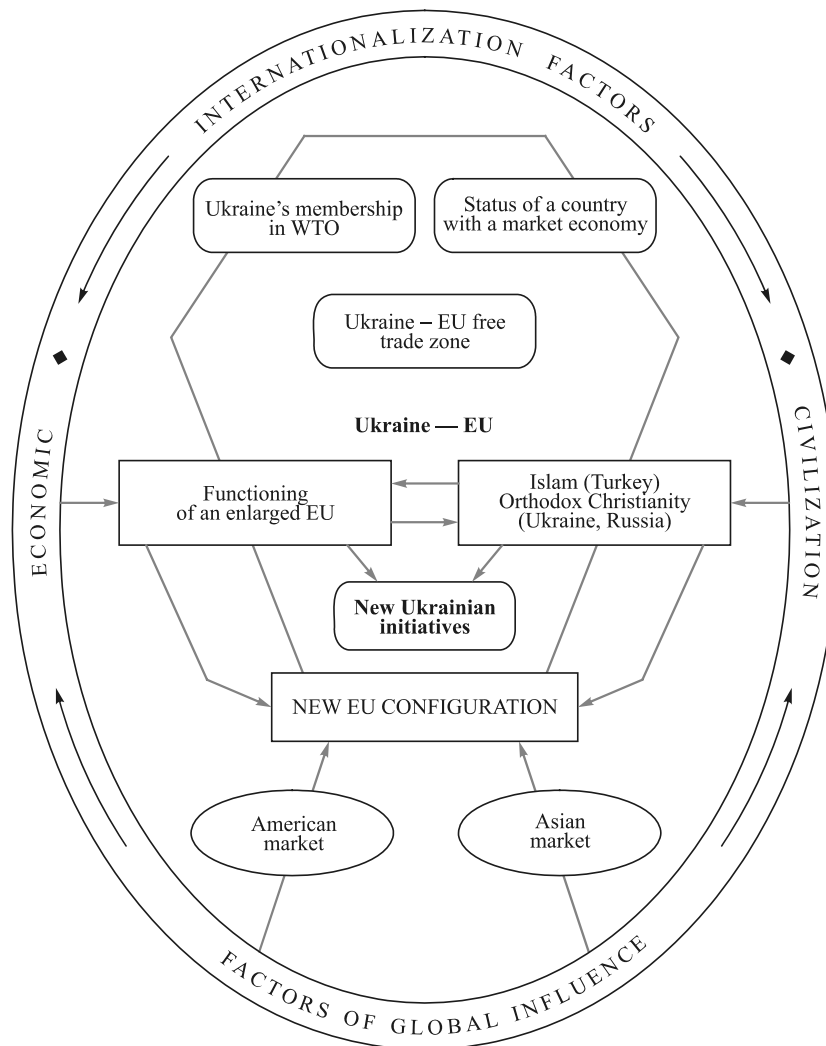 INTERNATIONALIZATION FACTORS
Ukraine's membership
in WTO
Status of a country
with a market economy
Ukraine – EU free
trade zone
Ukraine — EU
ECONOMIC
CIVILIZATION
Functioning
of an enlarged EU
Islam (Turkey)
Orthodox Christianity
(Ukraine, Russia)
New Ukrainian
initiatives
NEW EU CONFIGURATION
American
market
Asian
market
FACTORS OF GLOBAL INFLUENCE